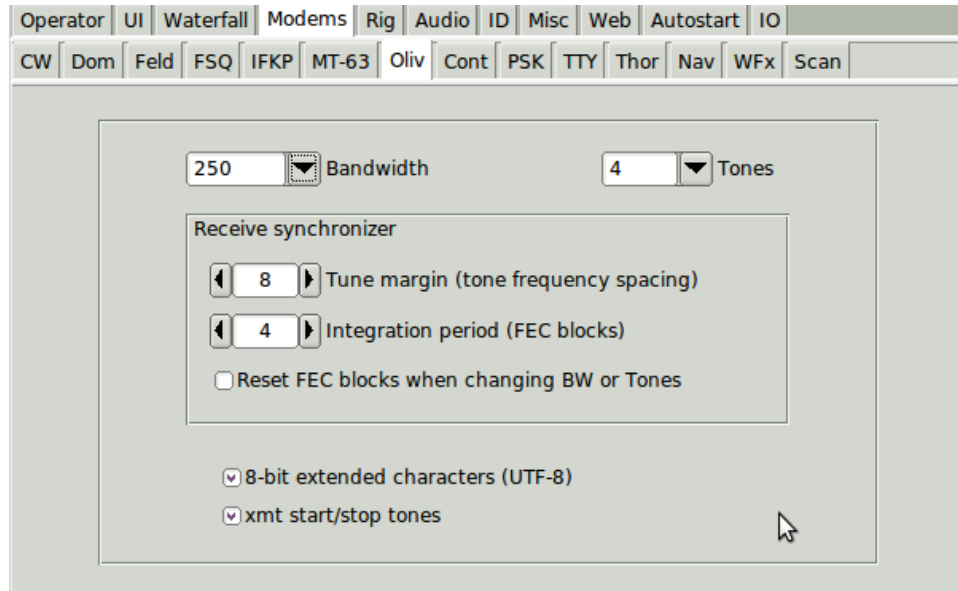 Operator UI Waterfall Modems Rig Audio ID Misc Web Autostart IO
CW Dom Feld FSQ IFKP MT-63 Oliv Cont PSK TTY Thor Nav WFx Scan
250 Bandwidth 4 Tones
Receive synchronizer
8 Tune margin (tone frequency spacing)
4 Integration period (FEC blocks)
Reset FEC blocks when changing BW or Tones
8-bit extended characters (UTF-8)
xmt start/stop tones